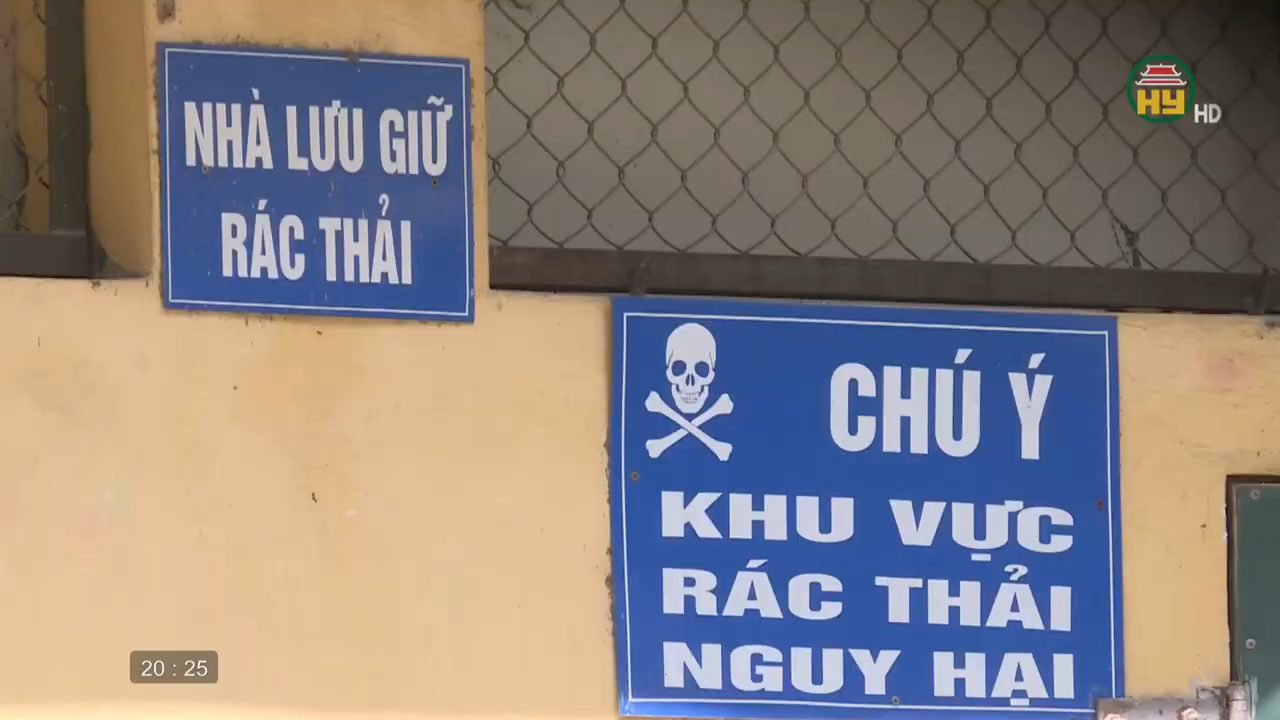 NHÀ LƯU GIỮ
RÁC THẢI
HY HD
CHÚ Ý
KHU VỰC
RÁC THẢI
NGUY HẠI
20 : 25